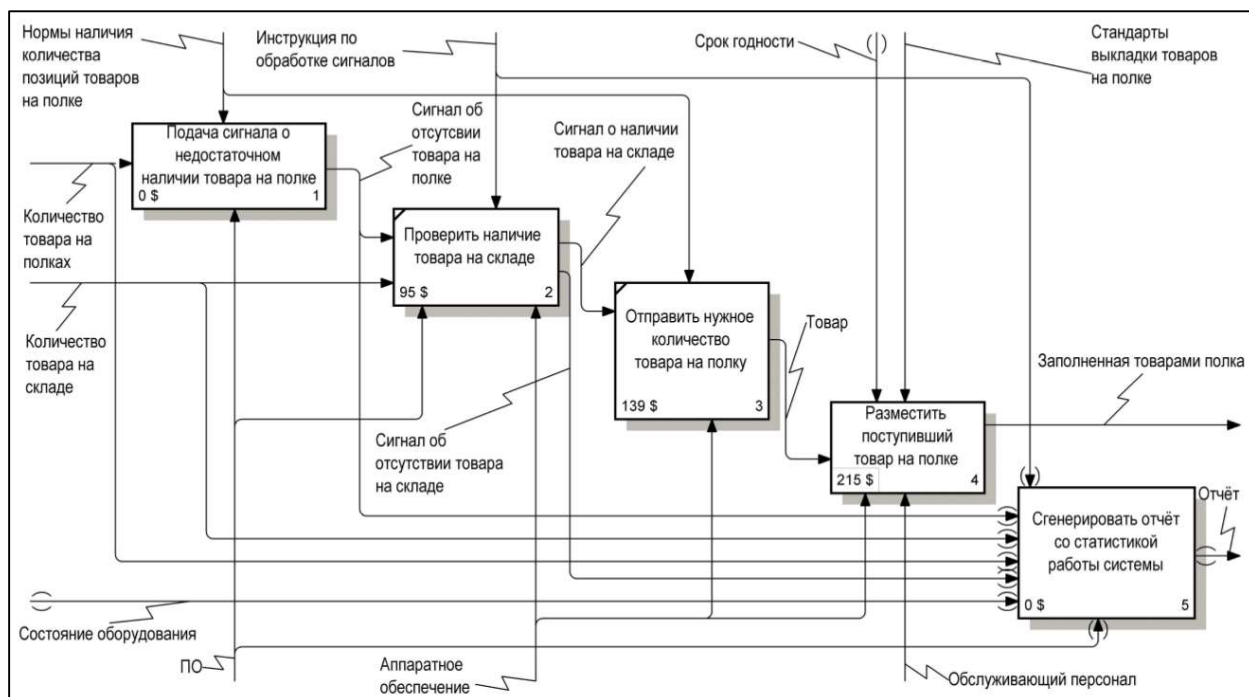 Нормы наличия
количества
позиций товаров
на полке
Инструкция по
обработке сигналов
Срок годности
Стандарты
выкладки товаров
на полке
Подача сигнала о
недостаточном
наличии товара на полке
0 $ 1
Сигнал об
отсутсвии
товара на
полке
Сигнал о наличии
товара на складе
Количество
товара на
полках
Проверить наличие
товара на складе
95 $ 2
Количество
товара на
складе
Отправить нужное
количество
товара на полку
139 $ 3
Товар
Заполненная товарами полка
Разместить
поступивший
товар на полке
215 $ 4
Сигнал об
отсутствии товара
на складе
Сгенерировать отчёт
со статистикой
работы системы
0 $ 5
Отчёт
Состояние оборудования
ПО
Аппаратное
обеспечение
Обслуживающий персонал